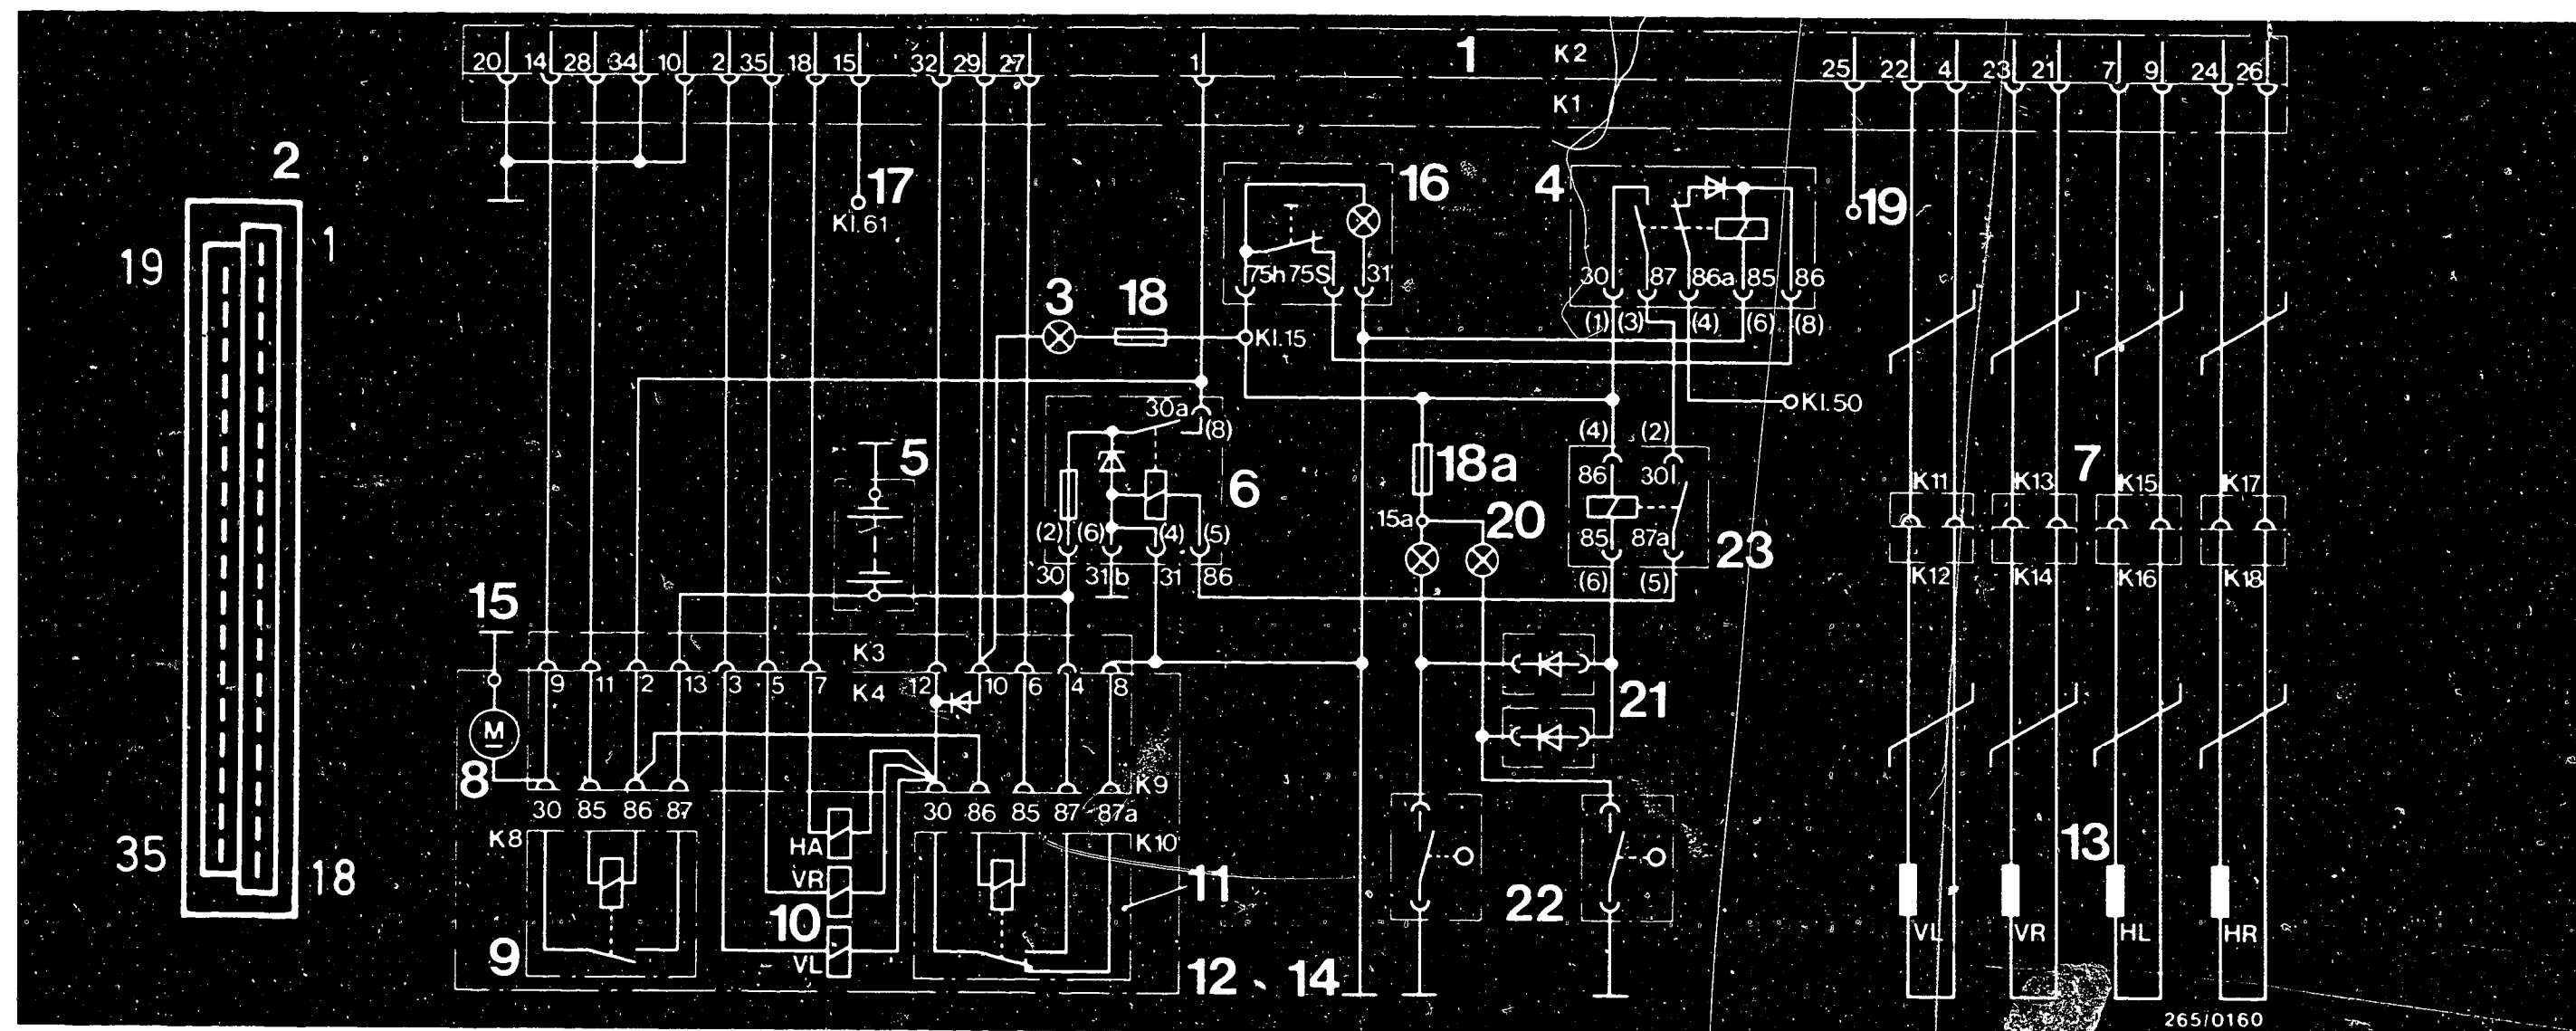 20 14 28 34 10 2 35 18 15 32 29 27 1 1 K2 25 22 4 23 21 7 9 24 26
K1
2
1
19
17
Kl.61
16
4
19
75h 75S 31
30 87 86a 85 86
3 18
Kl.15
(1) (3) (4) (6) (8)
30a
(8)
Kl.50
5
6
(4) (2)
18a
86 30
7
K11 K13 K15 K17
15a
20
(2) (6) (4) (5)
85 87a
23
30 31b 31 86
(6) (5)
K12 K14 K16 K18
15
K3
9 11 2 13 3 5 7 K4 12 10 6 4 8
21
M
8
K9
30 85 86 87
30 86 85 87 87a
K8
HA
K10
35
18
VR
11
13
10
22
VL VR HL HR
9
VL
12 14
265/0160